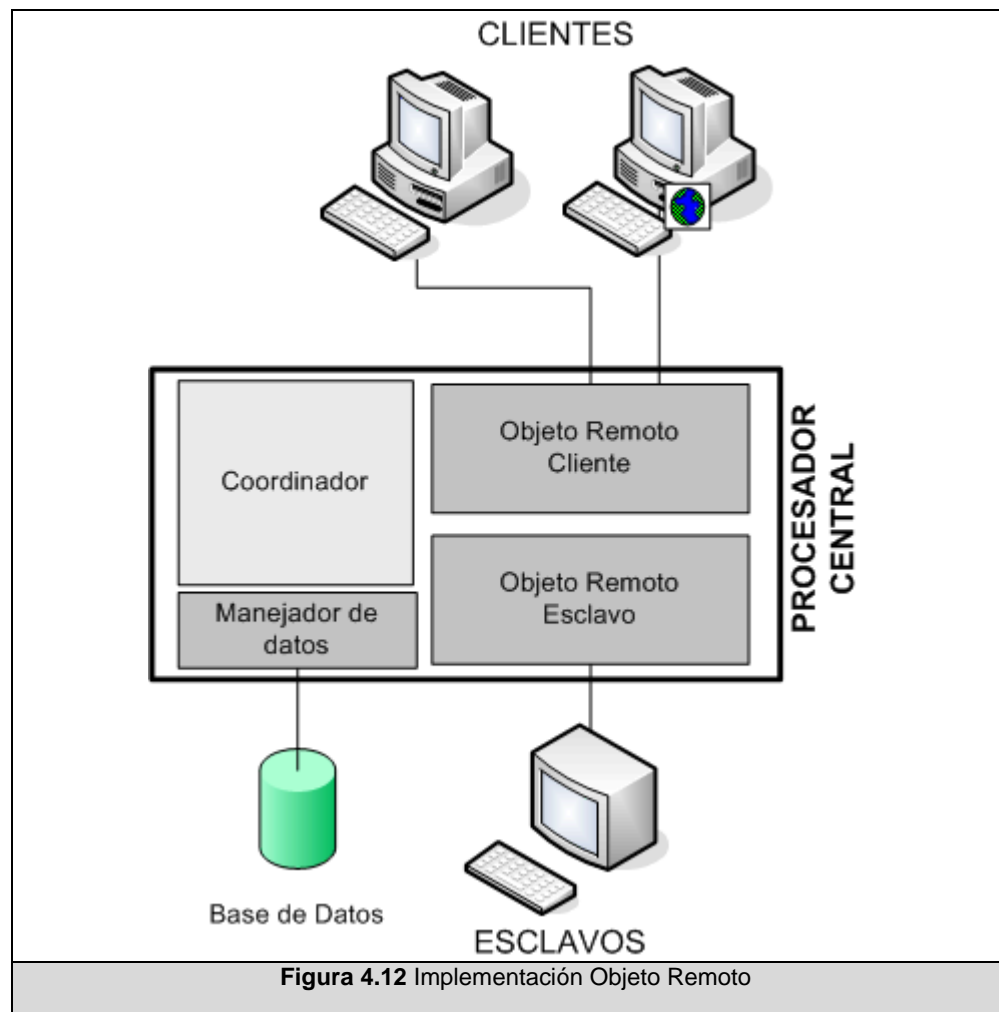 CLIENTES
Objeto Remoto
Cliente
Coordinador
PROCESADOR
CENTRAL
Objeto Remoto
Esclavo
Manejador de
datos
Base de Datos
ESCLAVOS
Figura 4.12 Implementación Objeto Remoto